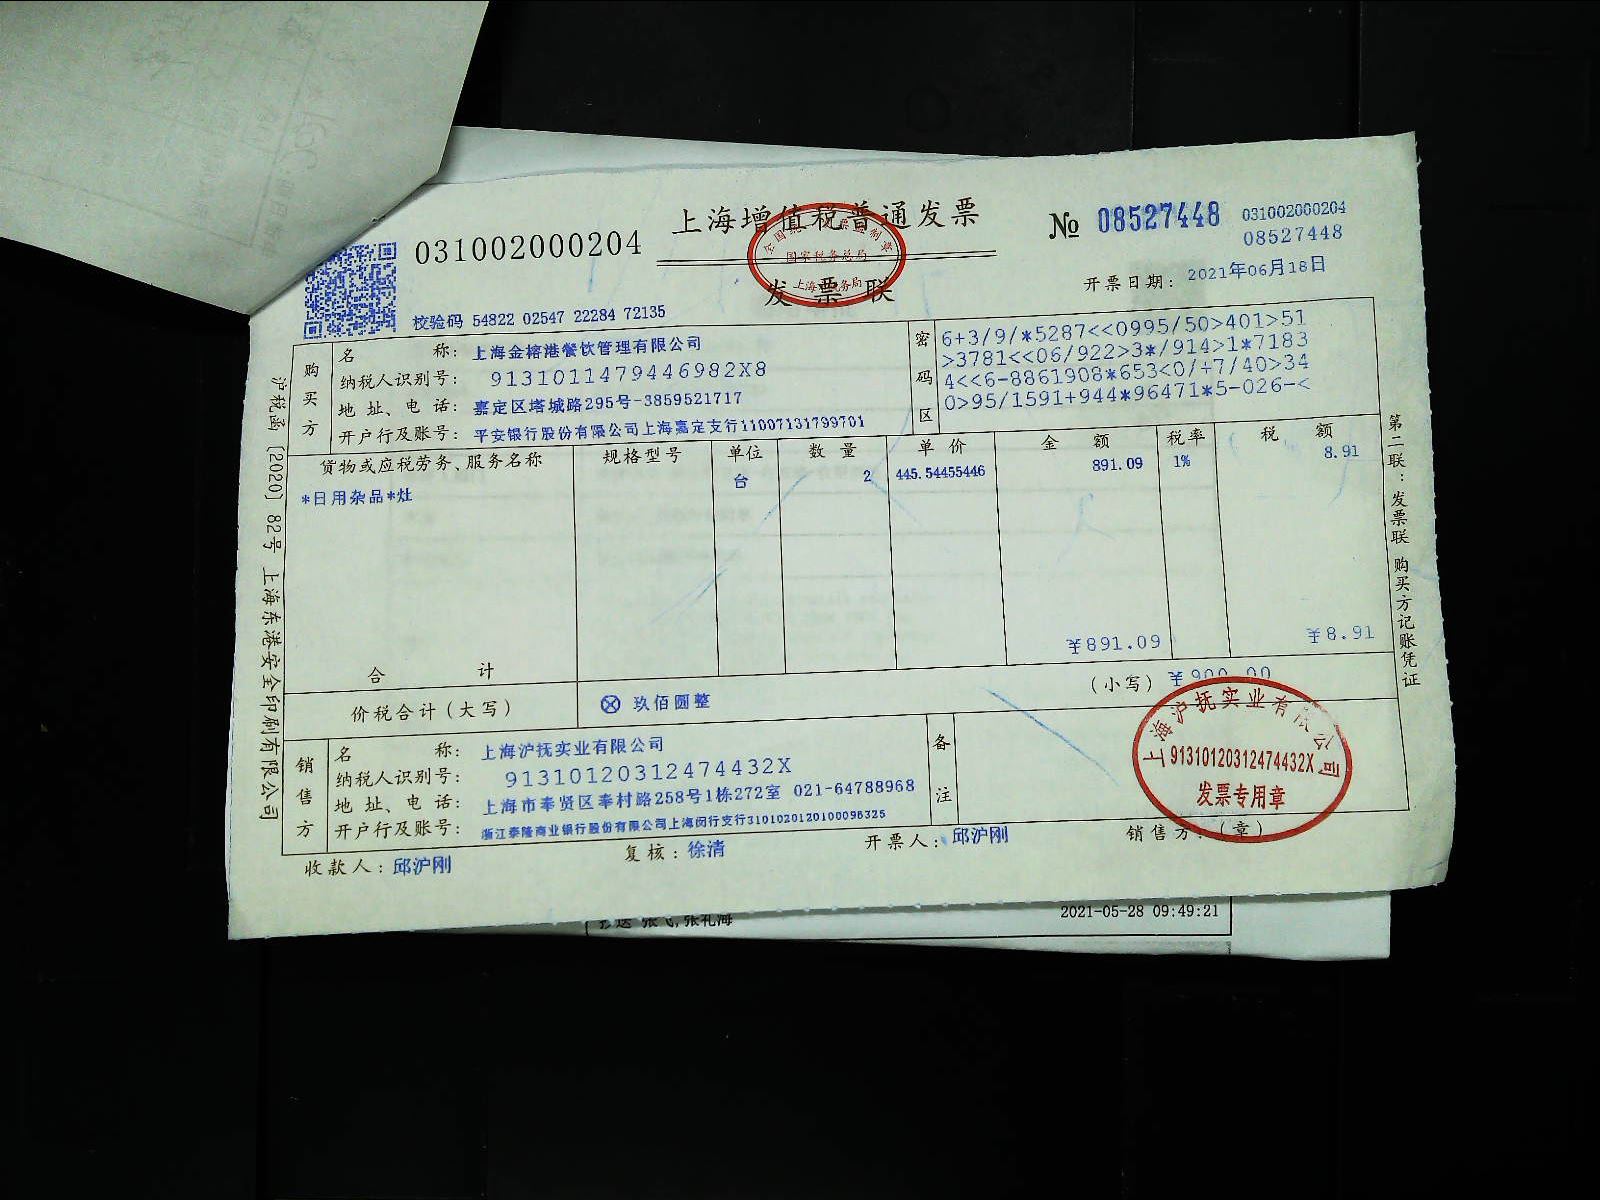 上海增值税普通发票
发票联
国家税务总局
031002000204
№ 08527448
031002000204
08527448
开票日期: 2021年06月18日
校验码 54822 02547 22284 72135
购买方
名称: 上海金榕港餐饮管理有限公司
纳税人识别号: 9131011479446982X8
地址、电话: 嘉定区塔城路295号-3859521717
开户行及账号: 平安银行股份有限公司上海嘉定支行11007131799701
密码区
6+3/9/*5287<<0995/50>401>51
>3781<<06/922>3*/914>1*7183
4<<6-8861908*653<0/+7/40>34
0>95/1591+944*96471*5-026-<
货物或应税劳务、服务名称 规格型号 单位 数量 单价 金额 税率 税额
*日用杂品*灶 台 2 445.54455446 891.09 1% 8.91
合计 ¥891.09 ¥8.91
价税合计(大写) ⊗ 玖佰圆整 (小写) ¥900.00
销售方
名称: 上海沪抚实业有限公司
纳税人识别号: 91310120312474432X
地址、电话: 上海市奉贤区奉村路258号1栋272室 021-64788968
开户行及账号: 浙江泰隆商业银行股份有限公司上海闵行支行3101020120100096325
备注
上海沪抚实业有限公司
91310120312474432X
发票专用章
收款人: 邱沪刚 复核: 徐清 开票人: 邱沪刚 销售方: (章)
沪税函[2020]82号 上海东港安全印刷有限公司
第二联:发票联 购买方记账凭证
2021-05-28 09:49:21